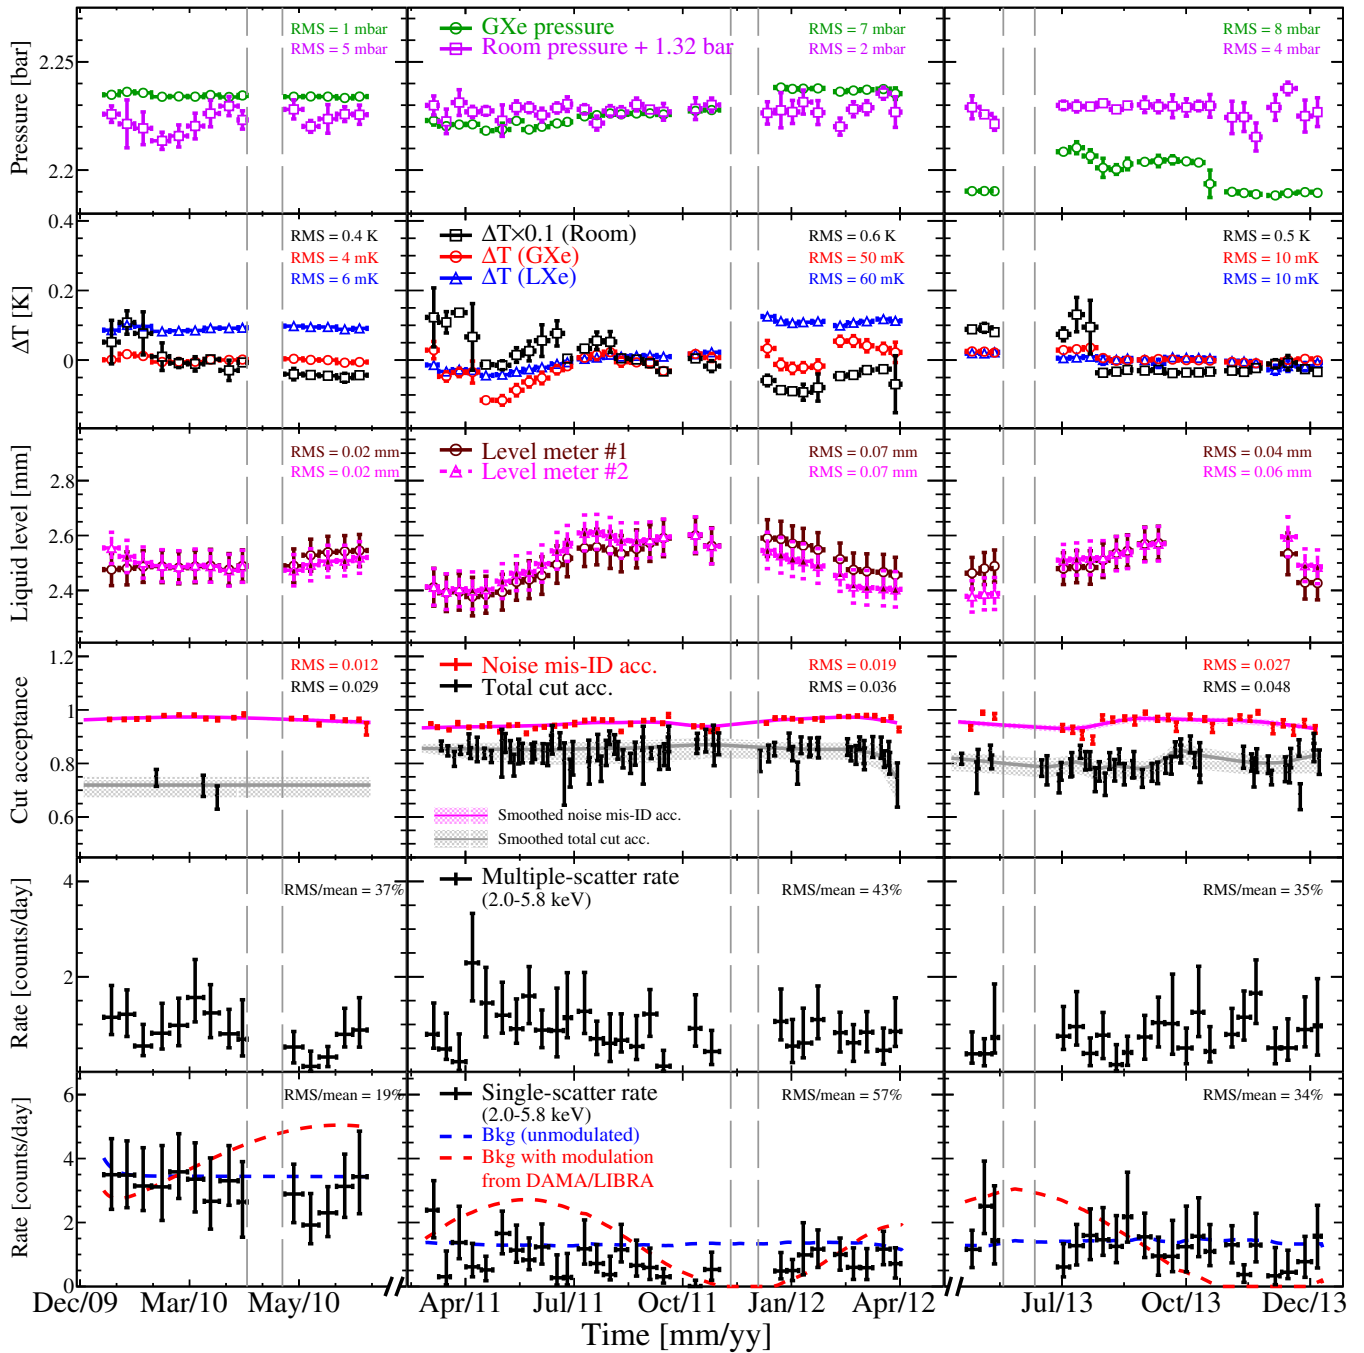 Pressure [bar]
2.25
2.2
RMS = 1 mbar
RMS = 5 mbar
GXe pressure
Room pressure + 1.32 bar
RMS = 7 mbar
RMS = 2 mbar
RMS = 8 mbar
RMS = 4 mbar
ΔT [K]
0.4
0.2
0
RMS = 0.4 K
RMS = 4 mK
RMS = 6 mK
ΔT×0.1 (Room)
ΔT (GXe)
ΔT (LXe)
RMS = 0.6 K
RMS = 50 mK
RMS = 60 mK
RMS = 0.5 K
RMS = 10 mK
RMS = 10 mK
Liquid level [mm]
2.8
2.6
2.4
RMS = 0.02 mm
RMS = 0.02 mm
Level meter #1
Level meter #2
RMS = 0.07 mm
RMS = 0.07 mm
RMS = 0.04 mm
RMS = 0.06 mm
Cut acceptance
1.2
1
0.8
0.6
RMS = 0.012
RMS = 0.029
Noise mis-ID acc.
Total cut acc.
RMS = 0.019
RMS = 0.036
RMS = 0.027
RMS = 0.048
Smoothed noise mis-ID acc.
Smoothed total cut acc.
Rate [counts/day]
4
2
RMS/mean = 37%
Multiple-scatter rate
(2.0-5.8 keV)
RMS/mean = 43%
RMS/mean = 35%
Rate [counts/day]
6
4
2
0
RMS/mean = 19%
Single-scatter rate
(2.0-5.8 keV)
Bkg (unmodulated)
Bkg with modulation
from DAMA/LIBRA
RMS/mean = 57%
RMS/mean = 34%
Dec/09 Mar/10 May/10 Apr/11 Jul/11 Oct/11 Jan/12 Apr/12 Jul/13 Oct/13 Dec/13
Time [mm/yy]